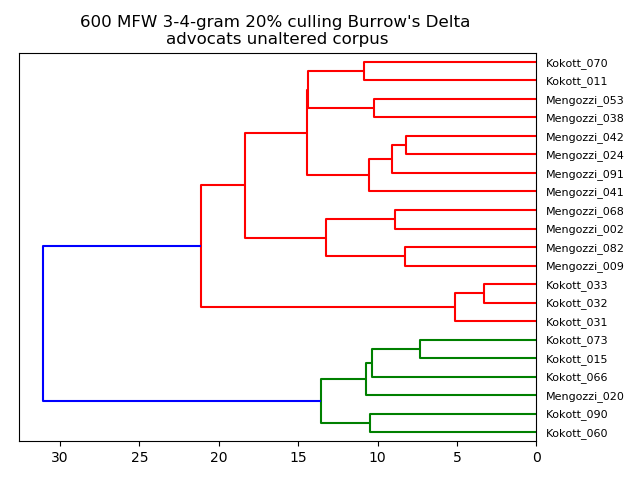 600 MFW 3-4-gram 20% culling Burrow's Delta
advocats unaltered corpus
Kokott_070
Kokott_011
Mengozzi_053
Mengozzi_038
Mengozzi_042
Mengozzi_024
Mengozzi_091
Mengozzi_041
Mengozzi_068
Mengozzi_002
Mengozzi_082
Mengozzi_009
Kokott_033
Kokott_032
Kokott_031
Kokott_073
Kokott_015
Kokott_066
Mengozzi_020
Kokott_090
Kokott_060
30 25 20 15 10 5 0